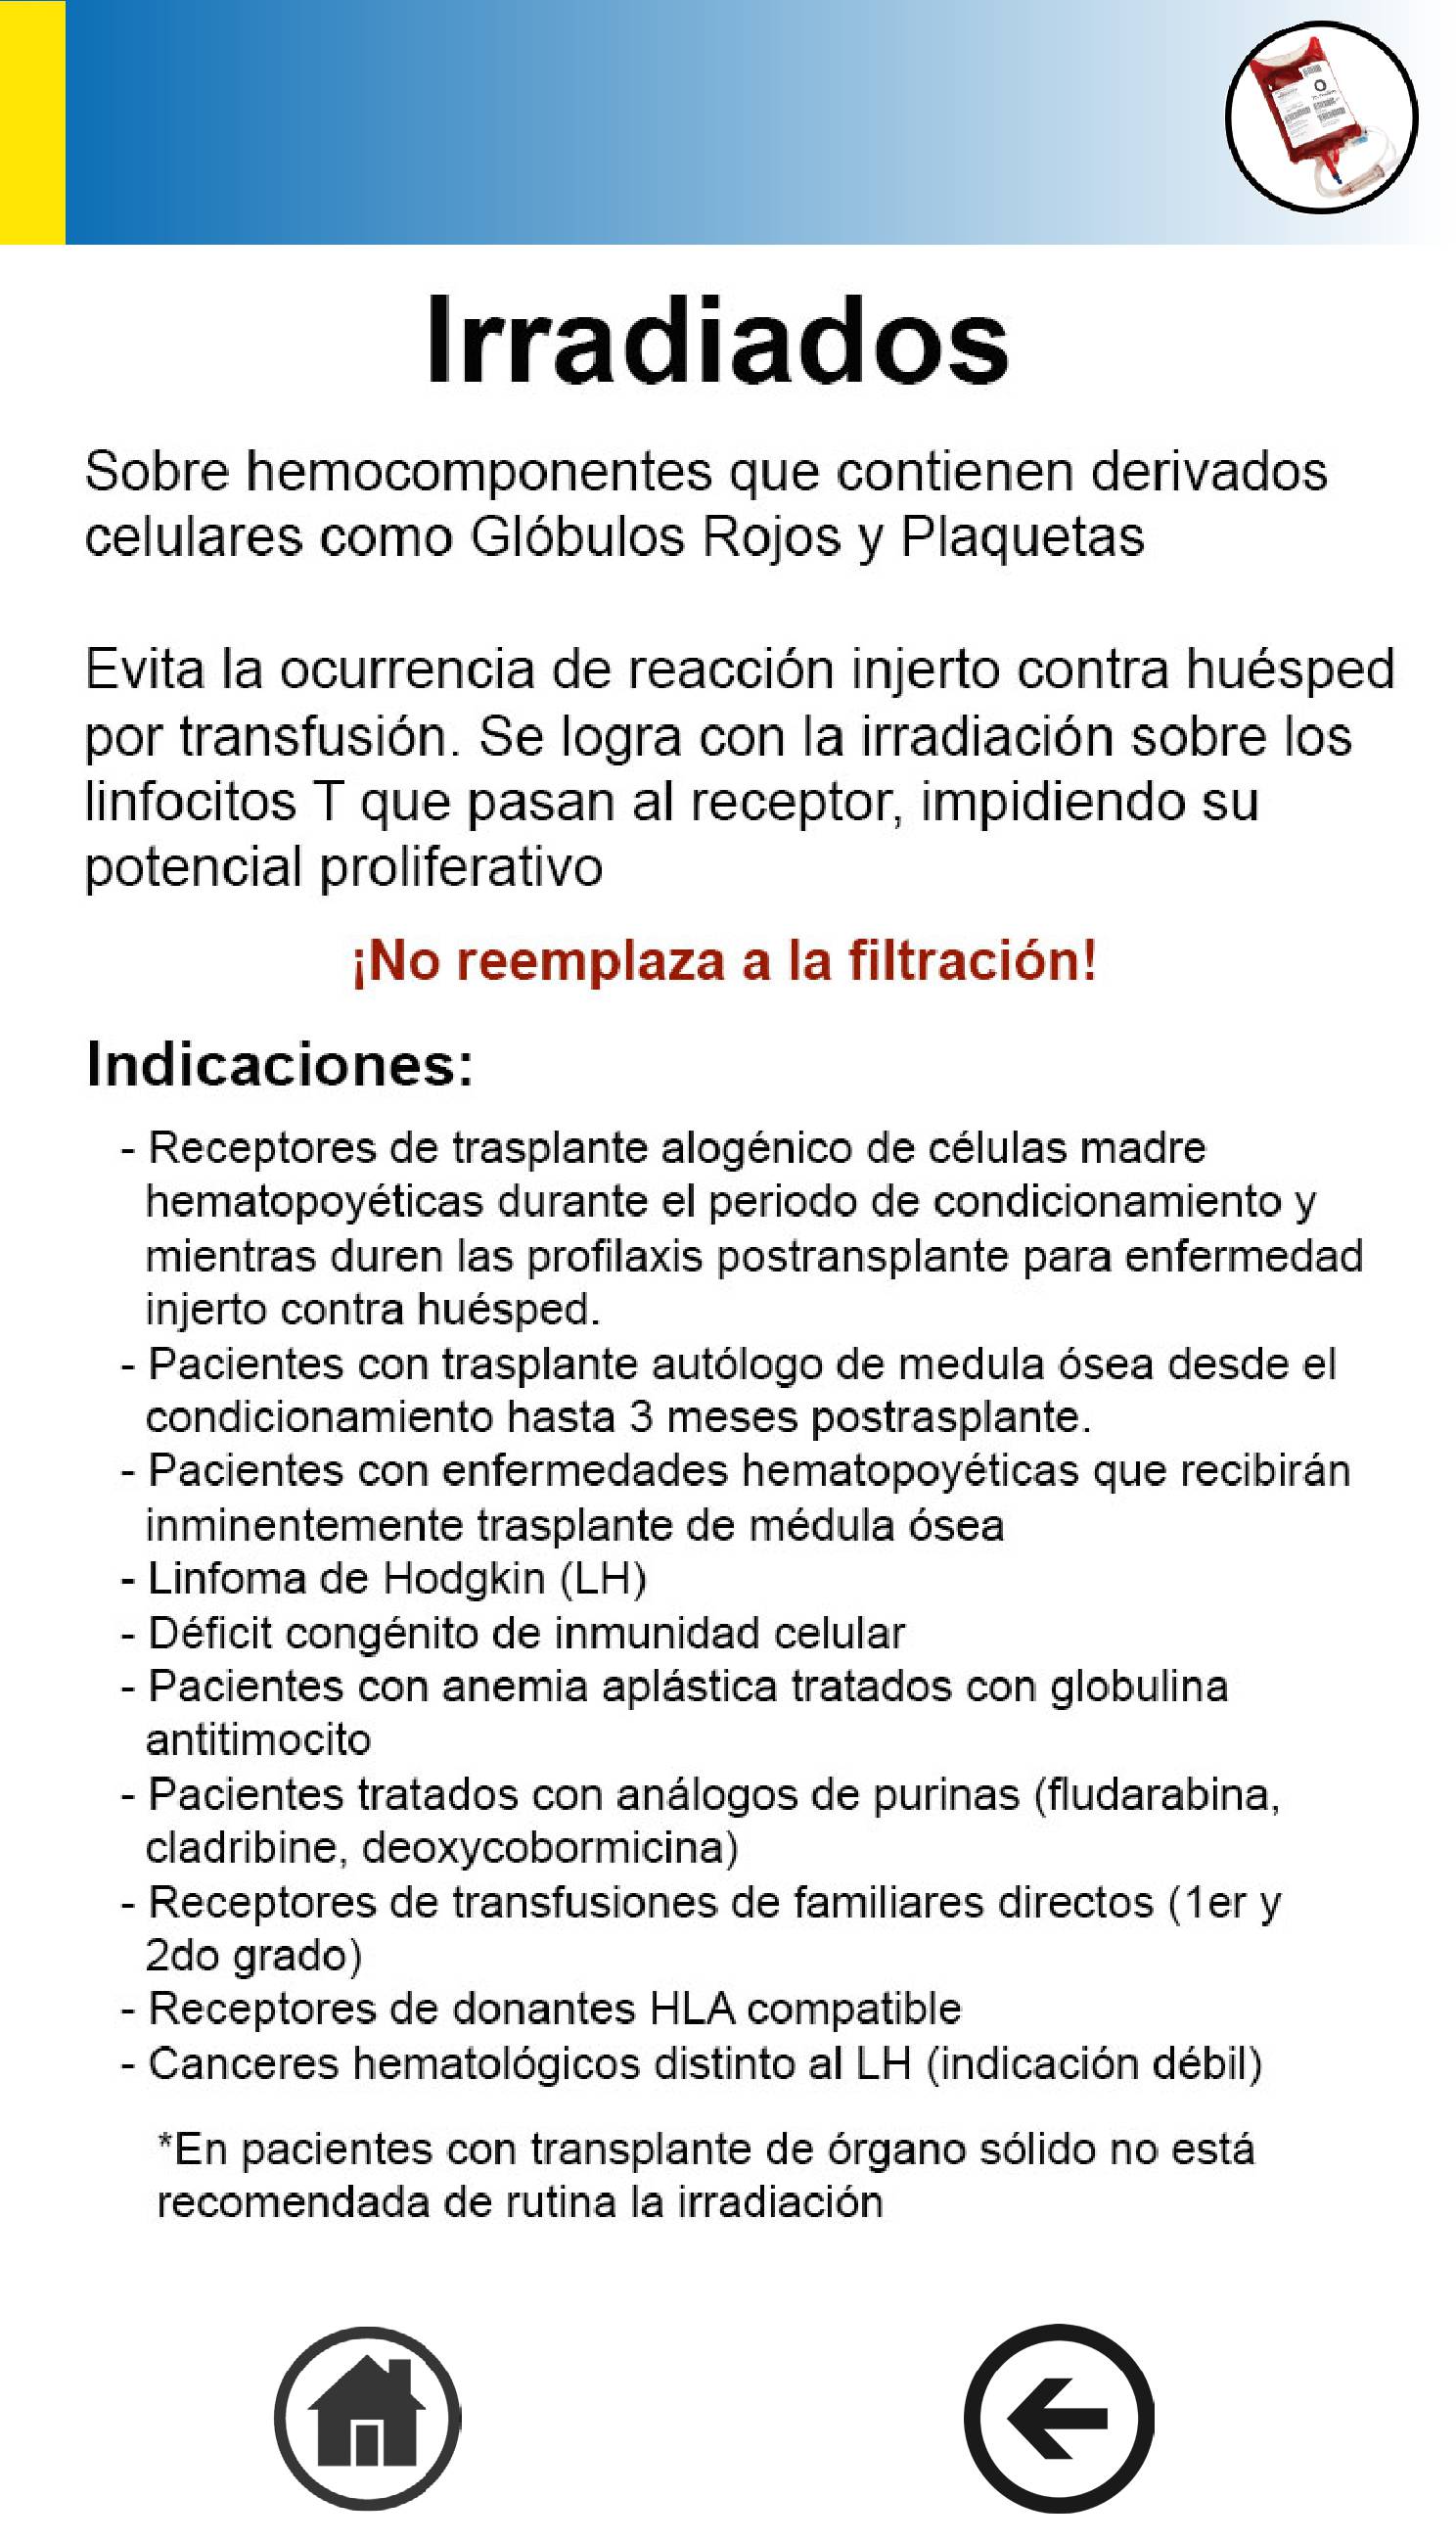 Irradiados
Sobre hemocomponentes que contienen derivados
celulares como Glóbulos Rojos y Plaquetas
Evita la ocurrencia de reacción injerto contra huésped
por transfusión. Se logra con la irradiación sobre los
linfocitos T que pasan al receptor, impidiendo su
potencial proliferativo
¡No reemplaza a la filtración!
Indicaciones:
- Receptores de trasplante alogénico de células madre
hematopoyéticas durante el periodo de condicionamiento y
mientras duren las profilaxis postransplante para enfermedad
injerto contra huésped.
- Pacientes con trasplante autólogo de medula ósea desde el
condicionamiento hasta 3 meses postrasplante.
- Pacientes con enfermedades hematopoyéticas que recibirán
inminentemente trasplante de médula ósea
- Linfoma de Hodgkin (LH)
- Déficit congénito de inmunidad celular
- Pacientes con anemia aplástica tratados con globulina
antitimocito
- Pacientes tratados con análogos de purinas (fludarabina,
cladribine, deoxycobormicina)
- Receptores de transfusiones de familiares directos (1er y
2do grado)
- Receptores de donantes HLA compatible
- Canceres hematológicos distinto al LH (indicación débil)
*En pacientes con transplante de órgano sólido no está
recomendada de rutina la irradiación